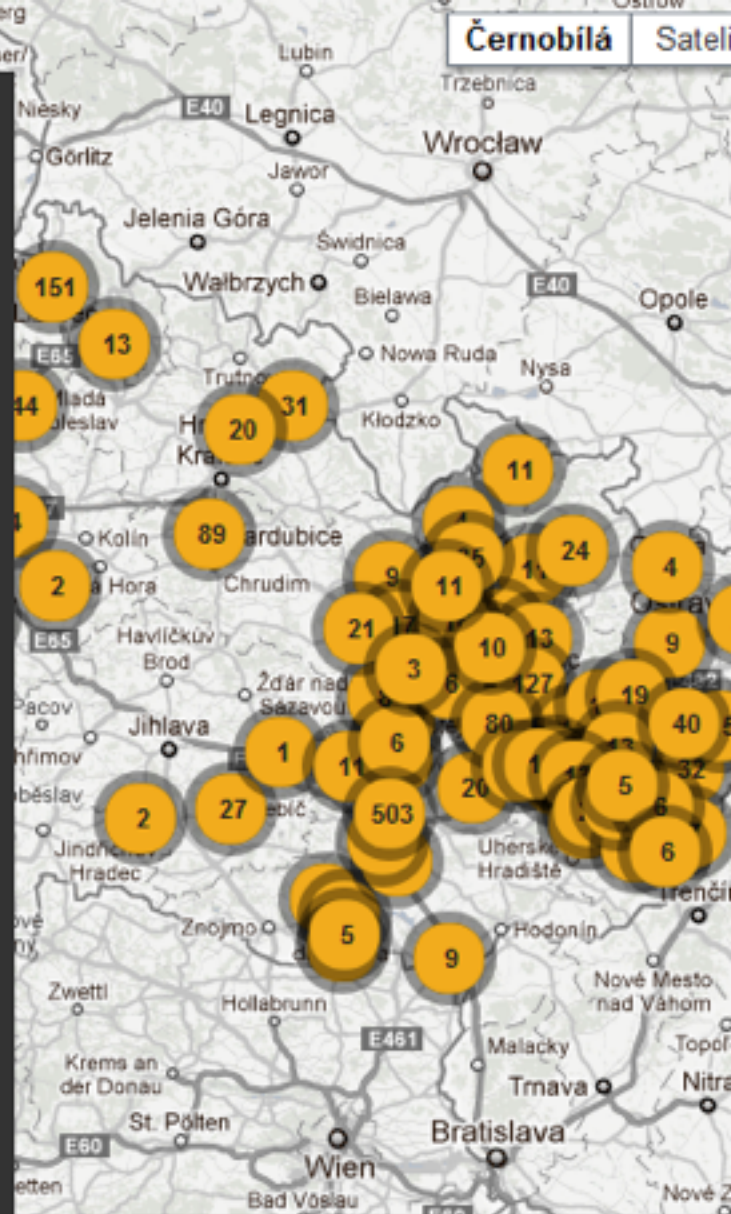 Černobílá
Lubin
Trzebnica
Niesky
E40
Legnica
Wrocław
Görlitz
Jawor
Jelenia Góra
Świdnica
151
Wałbrzych
E40
Bielawa
Opole
13
E65
Nowa Ruda
Nysa
44
31
20
Kłodzko
11
89
24
Kolín
9
4
2
11
Chrudim
21
10
13
9
E65
Havlíčkův
Brod
3
Žďár nad
Sázavou
127
19
Jihlava
80
40
1
6
11
5
32
2
27
503
20
6
Uherské
Hradiště
6
Hradec
Trenčín
Znojmo
5
Hodonín
9
Zwettl
Hollabrunn
Nové Mesto
nad Váhom
E461
Malacky
Krems an
der Donau
Trnava
Nitra
St. Pölten
Bratislava
E60
Wien
Bad Vöslau